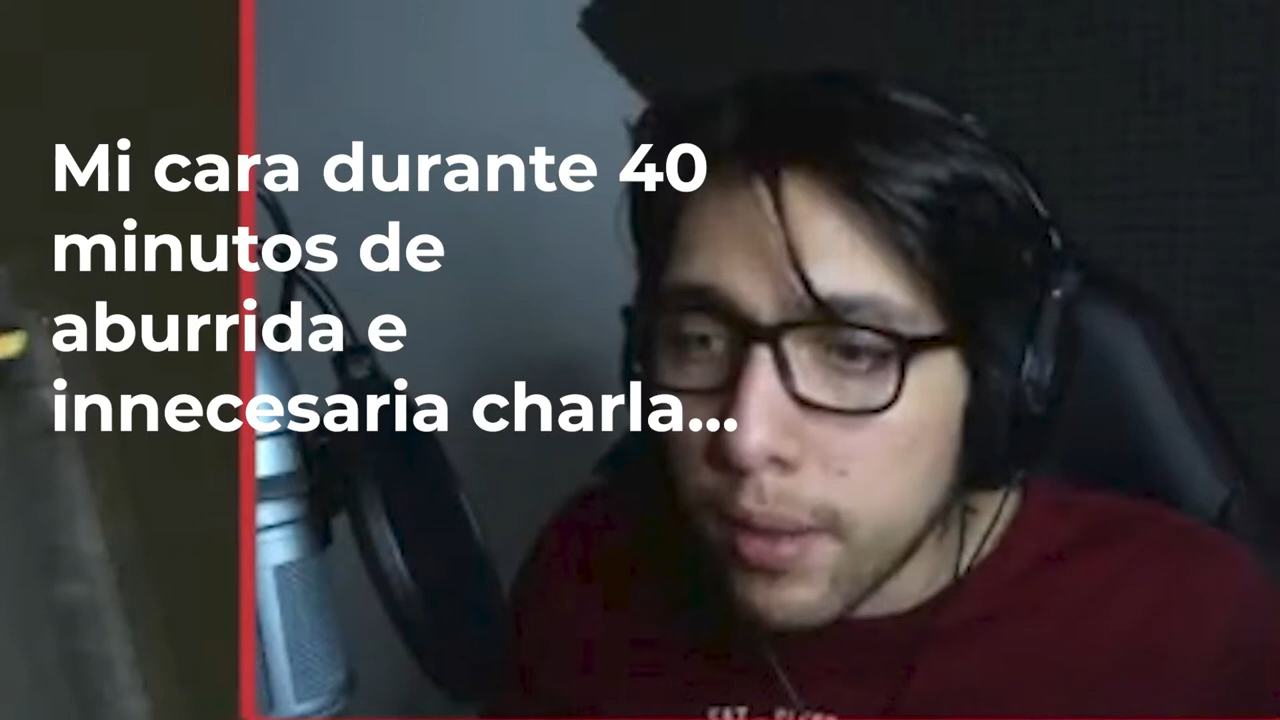 Mi cara durante 40
minutos de
aburrida e
innecesaria charla...